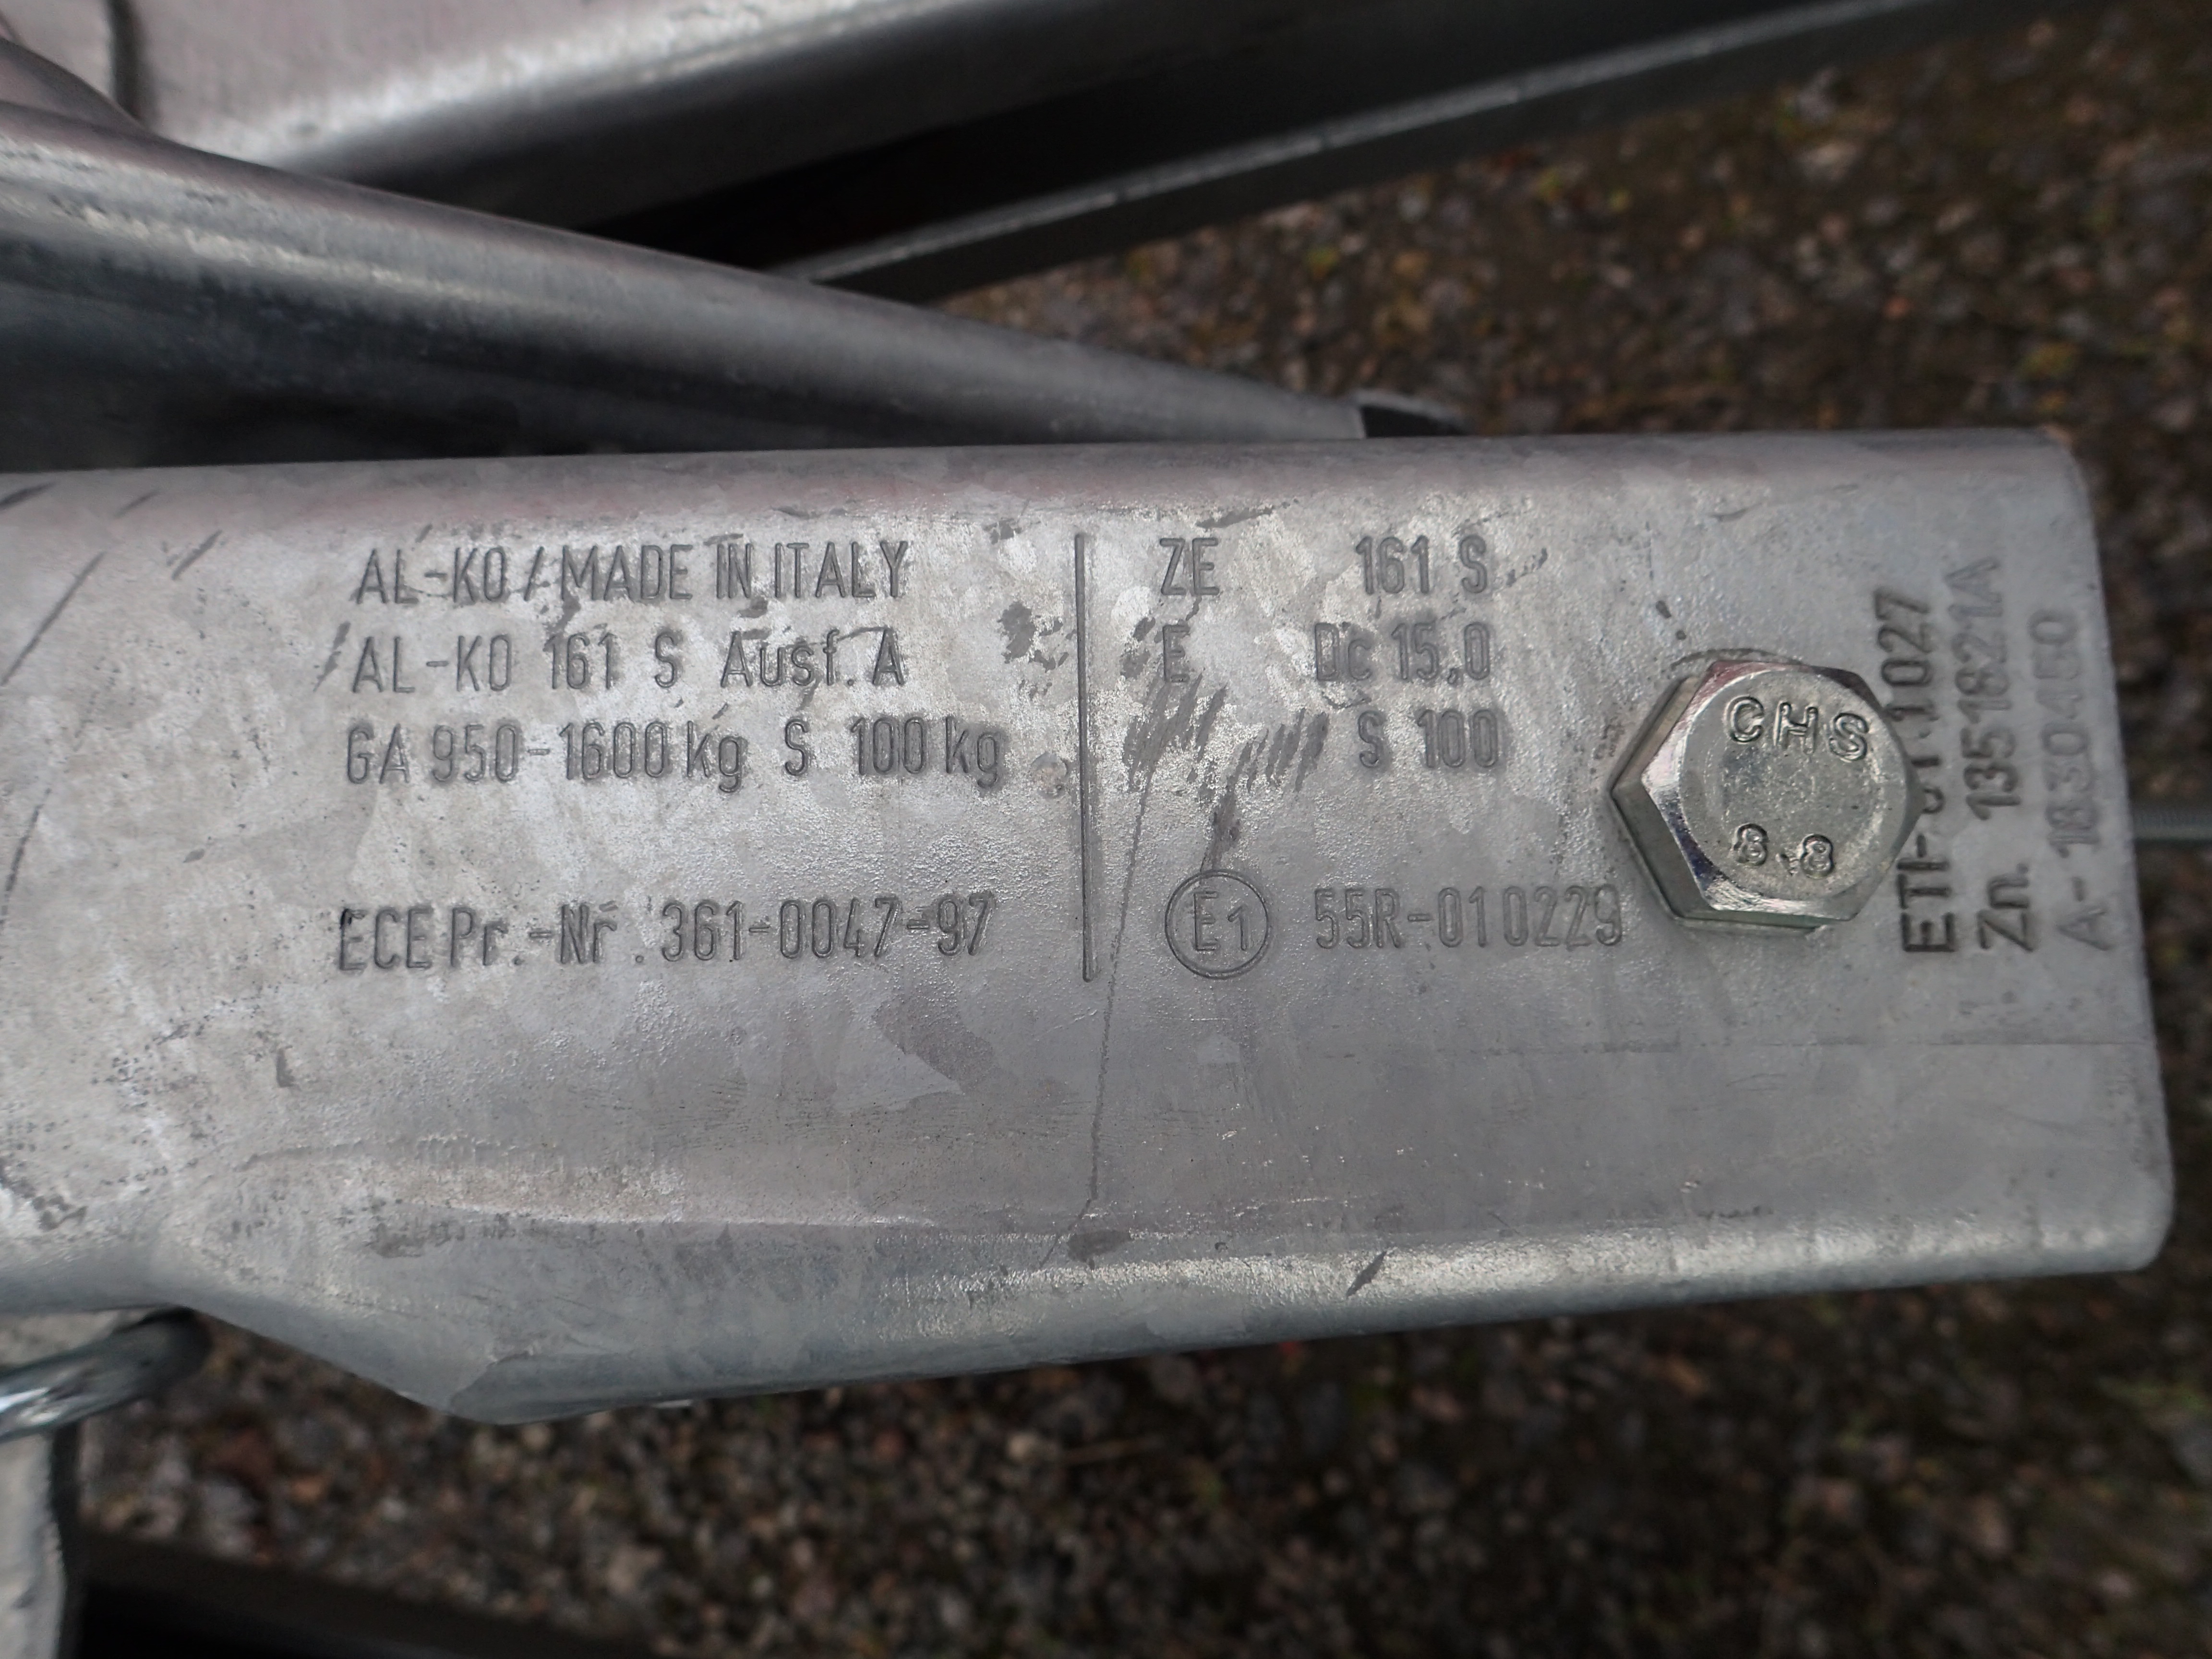 AL-KO / MADE IN ITALY
AL-KO 161 S Ausf. A
GA 950-1600 kg S 100 kg
ECE Pr.-Nr. 361-0047-97
ZE 161 S
E Dc 15,0
S 100
E1 55R-010229
CHS
8.8
Zn. 1351821A